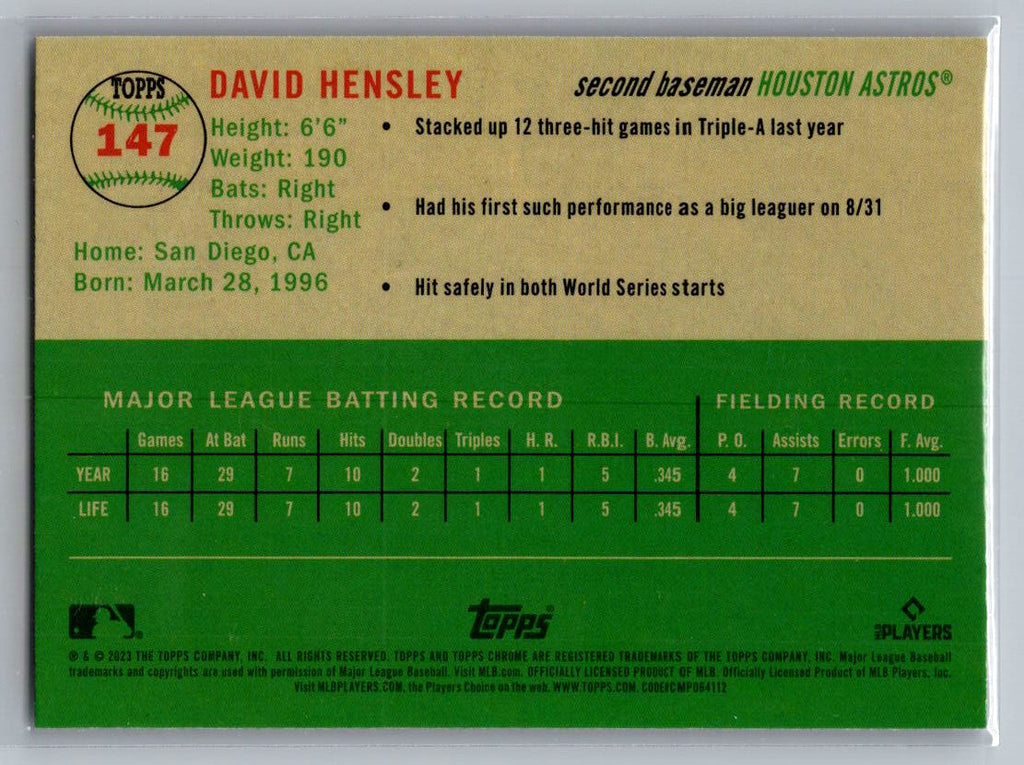 TOPPS
147
DAVID HENSLEY
second baseman HOUSTON ASTROS®
Height: 6'6"
Weight: 190
Bats: Right
Throws: Right
Home: San Diego, CA
Born: March 28, 1996
• Stacked up 12 three-hit games in Triple-A last year
• Had his first such performance as a big leaguer on 8/31
• Hit safely in both World Series starts
MAJOR LEAGUE BATTING RECORD FIELDING RECORD
Games At Bat Runs Hits Doubles Triples H. R. R.B.I. B. Avg. P. O. Assists Errors F. Avg.
YEAR 16 29 7 10 2 1 1 5 .345 4 7 0 1.000
LIFE 16 29 7 10 2 1 1 5 .345 4 7 0 1.000
topps
PLAYERS
® & © 2023 THE TOPPS COMPANY, INC. ALL RIGHTS RESERVED. TOPPS AND TOPPS CHROME ARE REGISTERED TRADEMARKS OF THE TOPPS COMPANY, INC. Major League Baseball
trademarks and copyrights are used with permission of Major League Baseball. Visit MLB.com. OFFICIALLY LICENSED PRODUCT OF MLB. Officially Licensed Product of MLB Players, Inc.
Visit MLBPLAYERS.COM, the Players Choice on the web. WWW.TOPPS.COM. CODE#CMP064112